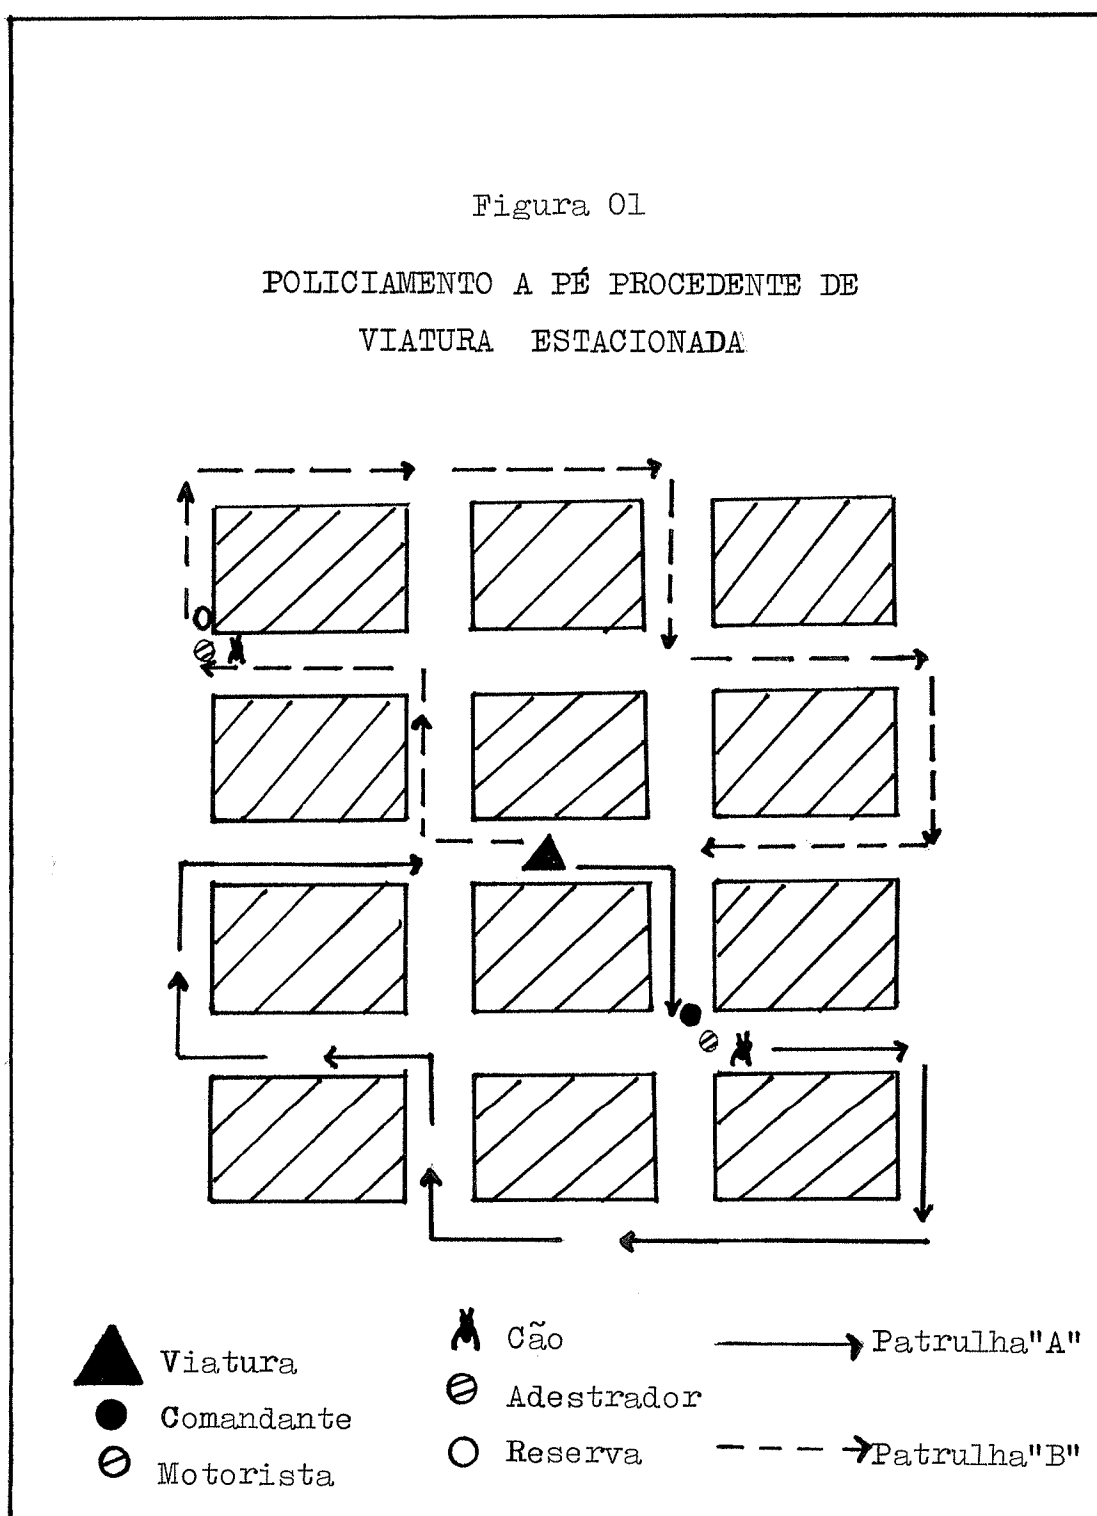 Figura 01
POLICIAMENTO A PÉ PROCEDENTE DE
VIATURA ESTACIONADA
Viatura
Comandante
Motorista
Cão
Adestrador
Reserva
Patrulha"A"
Patrulha"B"